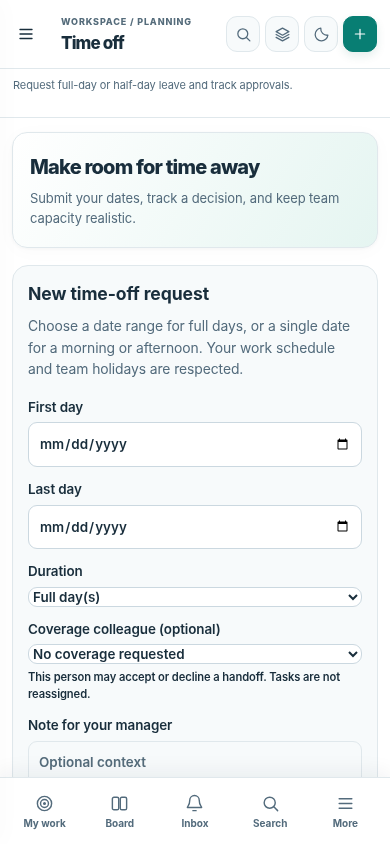 WORKSPACE / PLANNING
Time off
Request full-day or half-day leave and track approvals.
Make room for time away
Submit your dates, track a decision, and keep team
capacity realistic.
New time-off request
Choose a date range for full days, or a single date
for a morning or afternoon. Your work schedule
and team holidays are respected.
First day
mm/dd/yyyy
Last day
mm/dd/yyyy
Duration
Full day(s)
Coverage colleague (optional)
No coverage requested
This person may accept or decline a handoff. Tasks are not
reassigned.
Note for your manager
Optional context
My work
Board
Inbox
Search
More